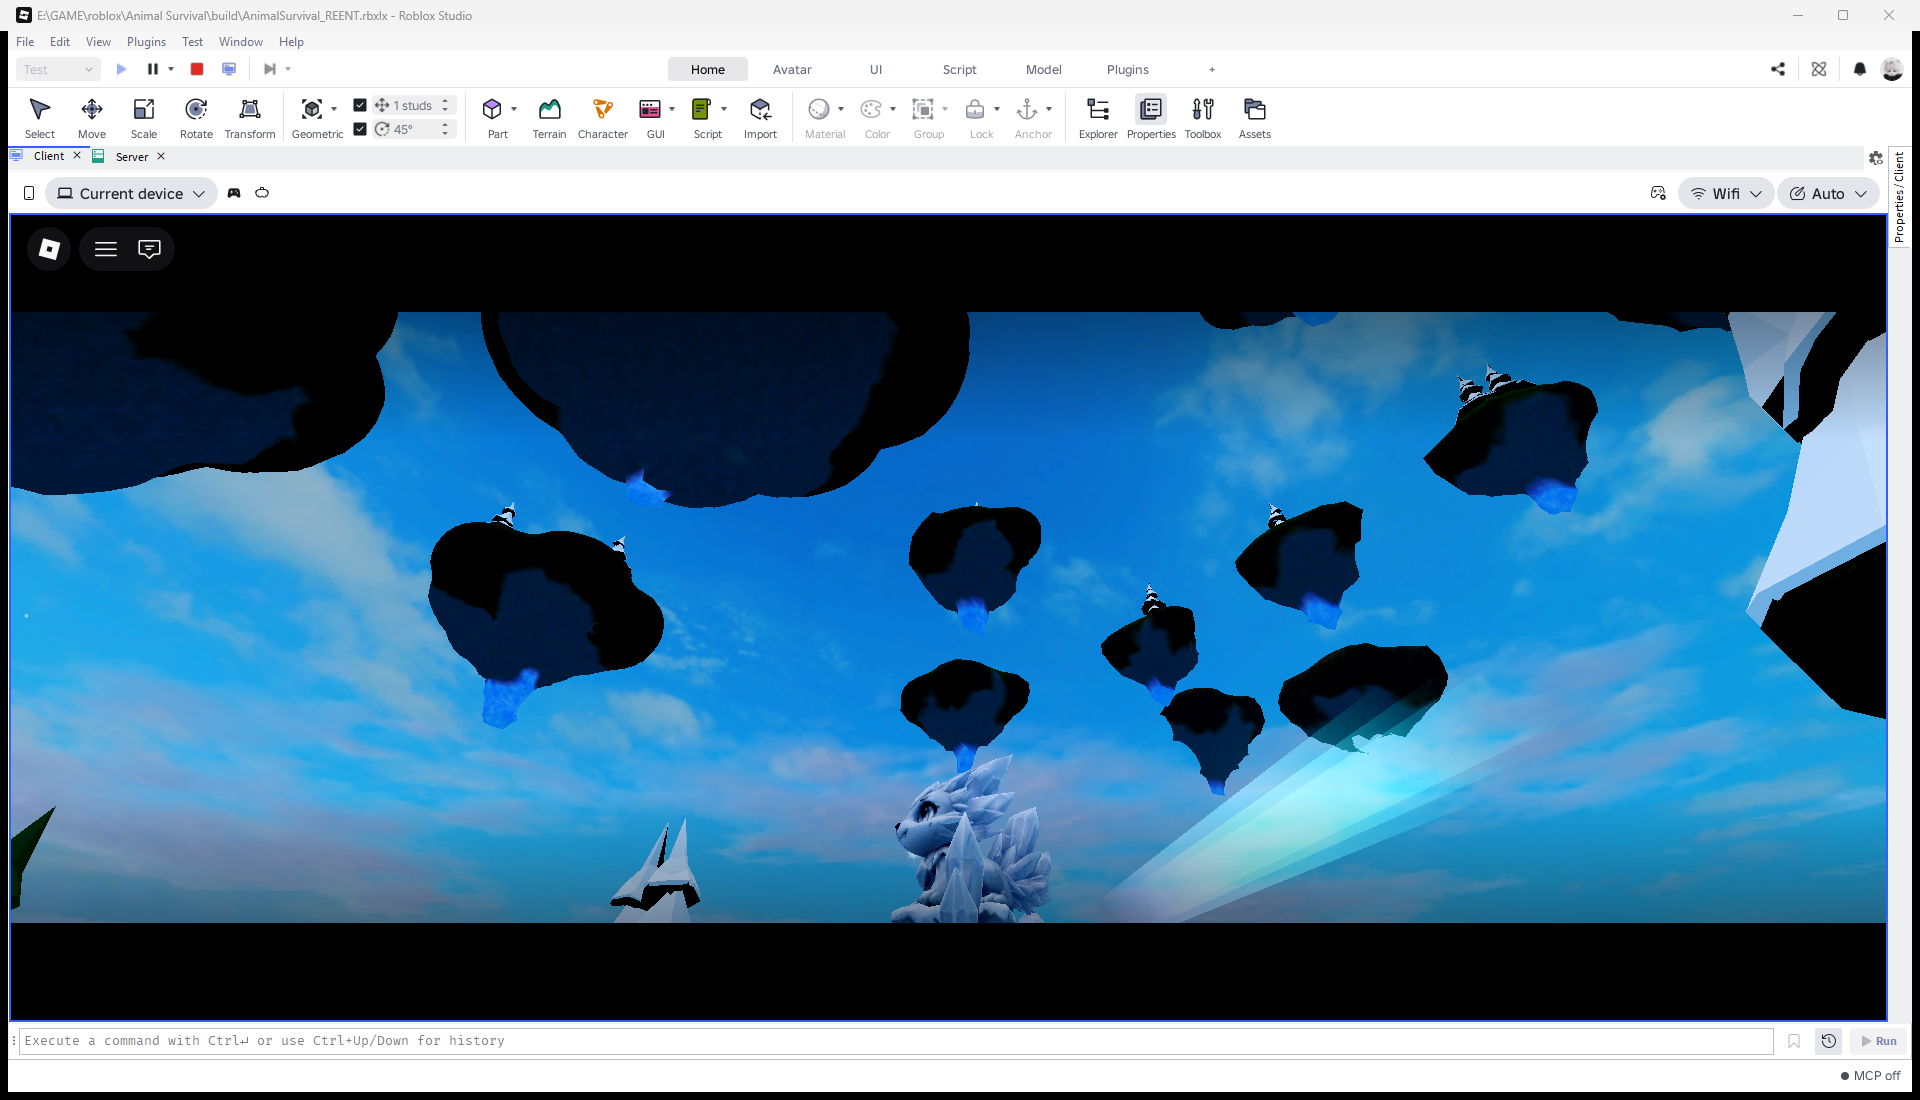 E:\GAME\roblox\Animal Survival\build\AnimalSurvival_REENT.rbxlx - Roblox Studio
File Edit View Plugins Test Window Help
Test
Home Avatar UI Script Model Plugins +
Select Move Scale Rotate Transform Geometric 1 studs 45° Part Terrain Character GUI Script Import Material Color Group Lock Anchor Explorer Properties Toolbox Assets
Client Server
Current device Wifi Auto
Properties / Client
Execute a command with Ctrl↵ or use Ctrl+Up/Down for history
Run
MCP off